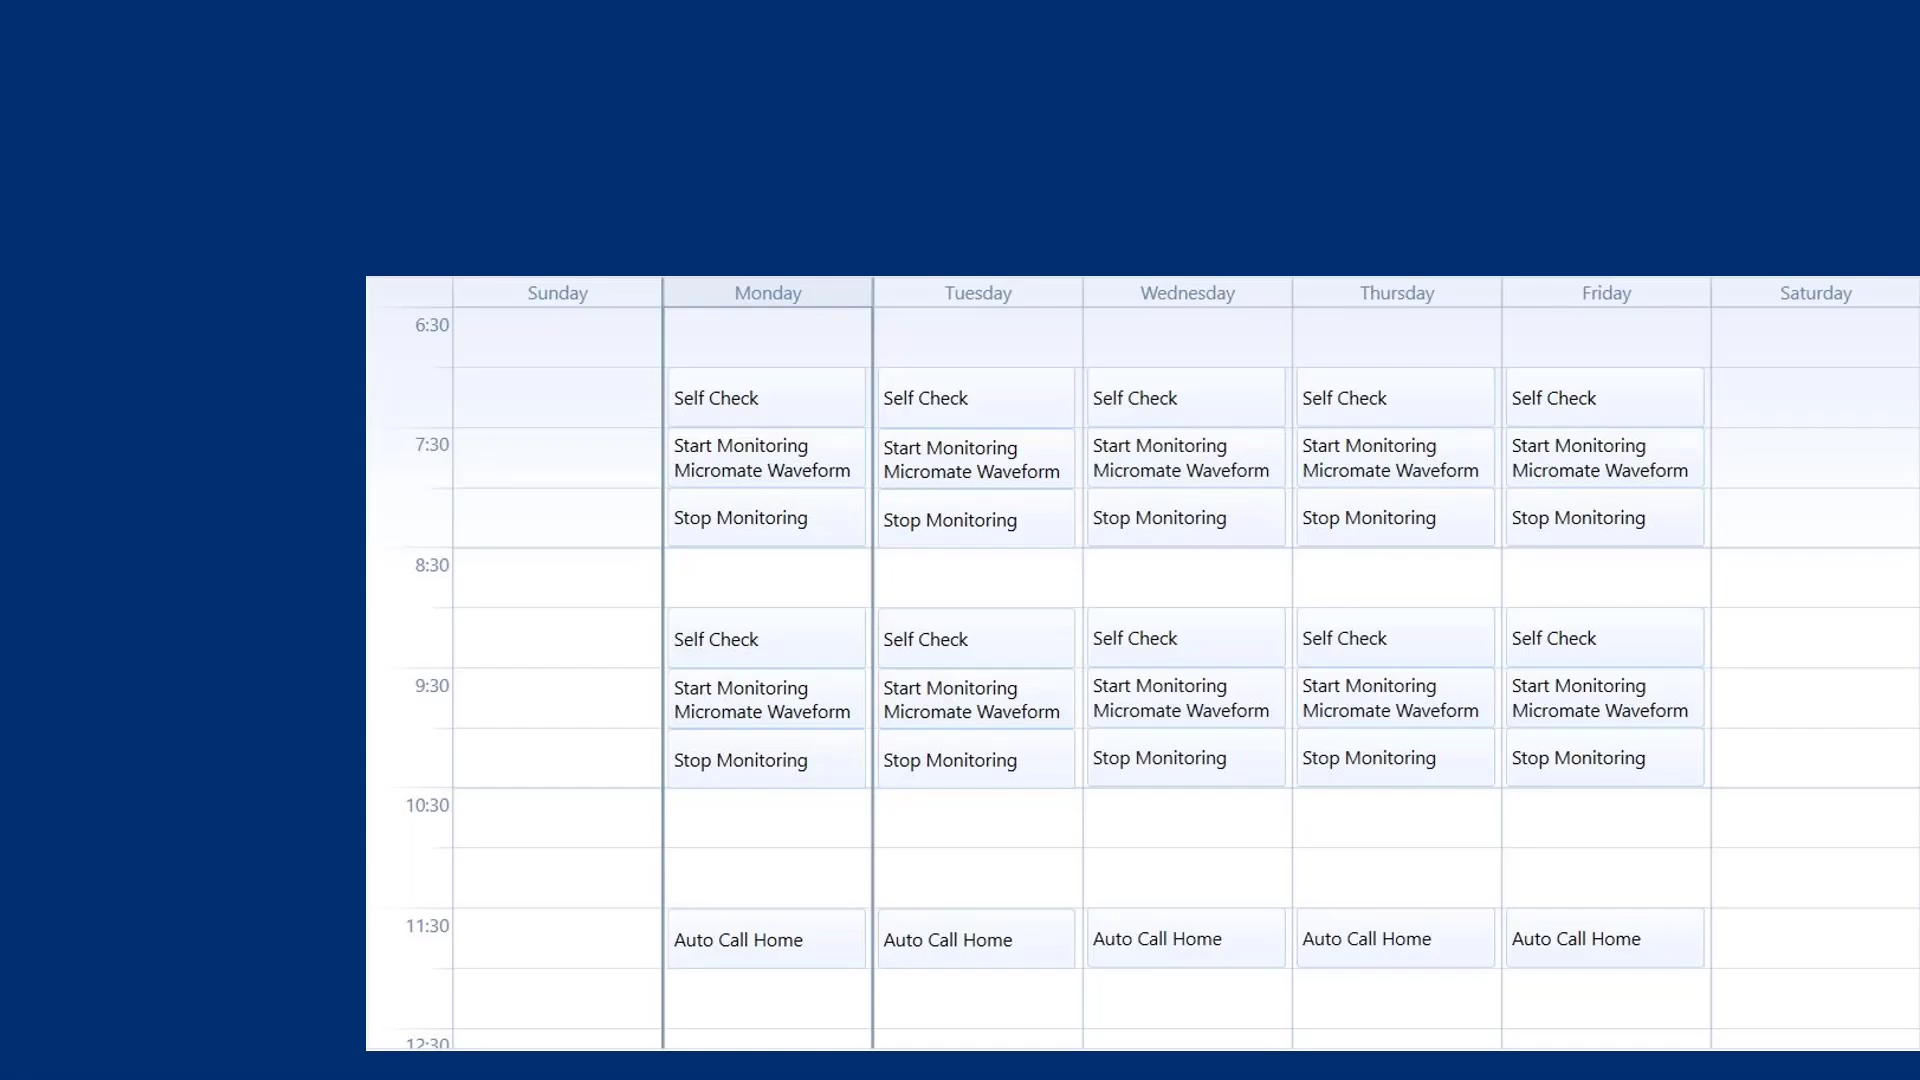 Sunday Monday Tuesday Wednesday Thursday Friday Saturday
6:30
Self Check Self Check Self Check Self Check Self Check
7:30 Start Monitoring Start Monitoring Start Monitoring Start Monitoring Start Monitoring
Micromate Waveform Micromate Waveform Micromate Waveform Micromate Waveform Micromate Waveform
Stop Monitoring Stop Monitoring Stop Monitoring Stop Monitoring Stop Monitoring
8:30
Self Check Self Check Self Check Self Check Self Check
9:30 Start Monitoring Start Monitoring Start Monitoring Start Monitoring Start Monitoring
Micromate Waveform Micromate Waveform Micromate Waveform Micromate Waveform Micromate Waveform
Stop Monitoring Stop Monitoring Stop Monitoring Stop Monitoring Stop Monitoring
10:30
11:30 Auto Call Home Auto Call Home Auto Call Home Auto Call Home Auto Call Home
12:30